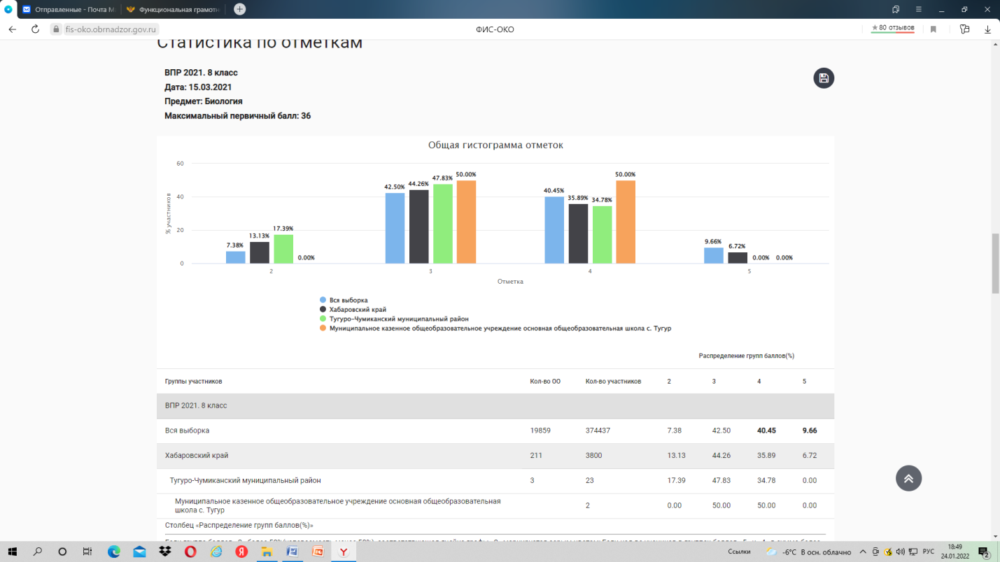 Отправленные - Почта M
Функциональная грамотн
fis-oko.obrnadzor.gov.ru
ФИС-ОКО
★ 80 отзывов
Статистика по отметкам
ВПР 2021. 8 класс
Дата: 15.03.2021
Предмет: Биология
Максимальный первичный балл: 36
Общая гистограмма отметок
% участников
60
40
20
0
7.38% 13.13% 17.39% 0.00%
42.50% 44.26% 47.83% 50.00%
40.45% 35.89% 34.78% 50.00%
9.66% 6.72% 0.00% 0.00%
2 3 4 5
Отметка
Вся выборка
Хабаровский край
Тугуро-Чумиканский муниципальный район
Муниципальное казенное общеобразовательное учреждение основная общеобразовательная школа с. Тугур
Распределение групп баллов(%)
Группы участников Кол-во ОО Кол-во участников 2 3 4 5
ВПР 2021. 8 класс
Вся выборка 19859 374437 7.38 42.50 40.45 9.66
Хабаровский край 211 3800 13.13 44.26 35.89 6.72
Тугуро-Чумиканский муниципальный район 3 23 17.39 47.83 34.78 0.00
Муниципальное казенное общеобразовательное учреждение основная общеобразовательная
школа с. Тугур 2 0.00 50.00 50.00 0.00
Столбец «Распределение групп баллов(%)»
Ссылки -6°C В осн. облачно РУС 18:49
24.01.2022 2